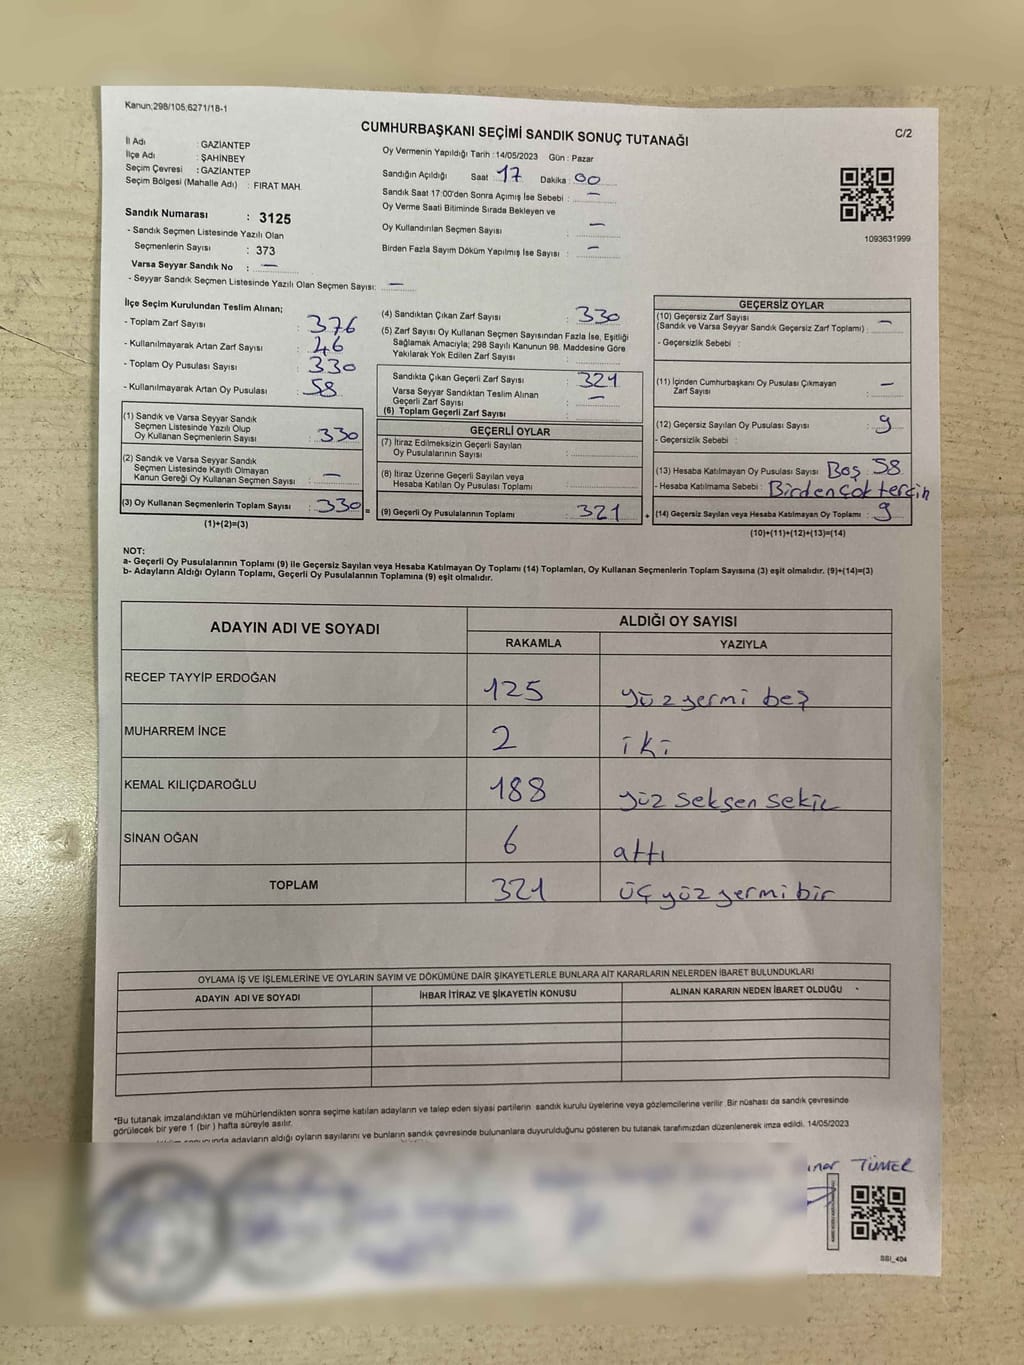 Kanun;298/105,6271/18-1
CUMHURBAŞKANI SEÇİMİ SANDIK SONUÇ TUTANAĞI
C/2
İl Adı : GAZİANTEP
İlçe Adı : ŞAHİNBEY
Seçim Çevresi : GAZİANTEP
Seçim Bölgesi (Mahalle Adı) : FIRAT MAH.
Sandık Numarası : 3125
- Sandık Seçmen Listesinde Yazılı Olan
Seçmenlerin Sayısı : 373
Varsa Seyyar Sandık No : —
- Seyyar Sandık Seçmen Listesinde Yazılı Olan Seçmen Sayısı: —
Oy Vermenin Yapıldığı Tarih :14/05/2023 Gün : Pazar
Sandığın Açıldığı Saat : 17 Dakika : 00
Sandık Saat 17:00'den Sonra Açımış İse Sebebi : —
Oy Verme Saati Bitiminde Sırada Bekleyen ve
Oy Kullandırılan Seçmen Sayısı : —
Birden Fazla Sayım Döküm Yapılmış İse Sayısı : —
1093631999
İlçe Seçim Kurulundan Teslim Alınan;
- Toplam Zarf Sayısı : 376
- Kullanılmayarak Artan Zarf Sayısı : 46
- Toplam Oy Pusulası Sayısı : 330
- Kullanılmayarak Artan Oy Pusulası : 58
(1) Sandık ve Varsa Seyyar Sandık
Seçmen Listesinde Yazılı Olup
Oy Kullanan Seçmenlerin Sayısı : 330
(2) Sandık ve Varsa Seyyar Sandık
Seçmen Listesinde Kayıtlı Olmayan
Kanun Gereği Oy Kullanan Seçmen Sayısı : —
(3) Oy Kullanan Seçmenlerin Toplam Sayısı : 330 =
(1)+(2)=(3)
(4) Sandıktan Çıkan Zarf Sayısı : 330
(5) Zarf Sayısı Oy Kullanan Seçmen Sayısından Fazla İse, Eşitliği
Sağlamak Amacıyla; 298 Sayılı Kanunun 98. Maddesine Göre
Yakılarak Yok Edilen Zarf Sayısı :
Sandıkta Çıkan Geçerli Zarf Sayısı : 321
Varsa Seyyar Sandıktan Teslim Alınan
Geçerli Zarf Sayısı : —
(6) Toplam Geçerli Zarf Sayısı :
GEÇERLİ OYLAR
(7) İtiraz Edilmeksizin Geçerli Sayılan
Oy Pusulalarının Sayısı :
(8) İtiraz Üzerine Geçerli Sayılan veya
Hesaba Katılan Oy Pusulası Toplamı :
(9) Geçerli Oy Pusulalarının Toplamı : 321 +
GEÇERSİZ OYLAR
(10) Geçersiz Zarf Sayısı
(Sandık ve Varsa Seyyar Sandık Geçersiz Zarf Toplamı) : —
- Geçersizlik Sebebi :
(11) İçinden Cumhurbaşkanı Oy Pusulası Çıkmayan
Zarf Sayısı : —
(12) Geçersiz Sayılan Oy Pusulası Sayısı : 9
- Geçersizlik Sebebi :
(13) Hesaba Katılmayan Oy Pusulası Sayısı : Boş 58
- Hesaba Katılmama Sebebi : Birden çok tercih
(14) Geçersiz Sayılan veya Hesaba Katılmayan Oy Toplamı : 9
(10)+(11)+(12)+(13)=(14)
NOT:
a- Geçerli Oy Pusulalarının Toplamı (9) ile Geçersiz Sayılan veya Hesaba Katılmayan Oy Toplamı (14) Toplamları, Oy Kullanan Seçmenlerin Toplam Sayısına (3) eşit olmalıdır. (9)+(14)=(3)
b- Adayların Aldığı Oyların Toplamı, Geçerli Oy Pusulalarının Toplamına (9) eşit olmalıdır.
ADAYIN ADI VE SOYADI ALDIĞI OY SAYISI
RAKAMLA YAZIYLA
RECEP TAYYİP ERDOĞAN 125 yüz yermi beş
MUHARREM İNCE 2 iki
KEMAL KILIÇDAROĞLU 188 yüz seksen sekiz
SİNAN OĞAN 6 altı
TOPLAM 321 üç yüz yermi bir
OYLAMA İŞ VE İŞLEMLERİNE VE OYLARIN SAYIM VE DÖKÜMÜNE DAİR ŞİKAYETLERLE BUNLARA AİT KARARLARIN NELERDEN İBARET BULUNDUKLARI
ADAYIN ADI VE SOYADI İHBAR İTİRAZ VE ŞİKAYETİN KONUSU ALINAN KARARIN NEDEN İBARET OLDUĞU
*Bu tutanak imzalandıktan ve mühürlendikten sonra seçime katılan adayların ve talep eden siyasi partilerin sandık kurulu üyelerine veya gözlemcilerine verilir .Bir nüshası da sandık çevresinde
görülecek bir yere 1 (bir ) hafta süreyle asılır.
adayların aldığı oyların sayılarını ve bunların sandık çevresinde bulunanlara duyurulduğunu gösteren bu tutanak tarafımızdan düzenlenerek imza edildi. 14/05/2023
TÜMER
SSI_404